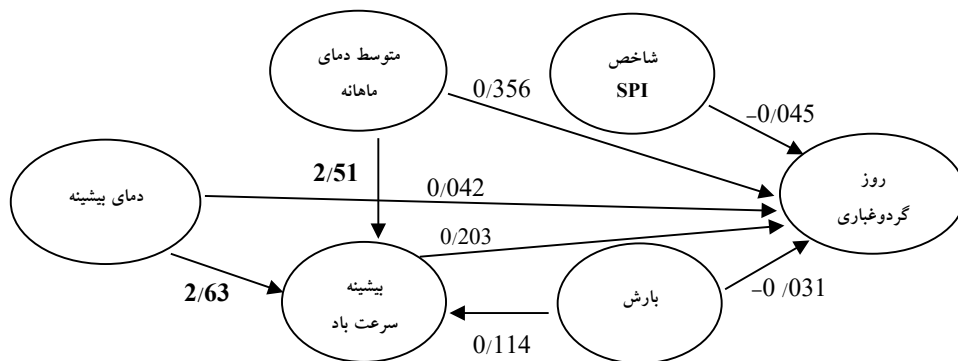 متوسط دمای
ماهانه
شاخص
SPI
0/356
-0/045
2/51
0/042
دمای بیشینه
روز
گردوغباری
0/203
2/63
بیشینه
سرعت باد
بارش
-0 /031
0/114